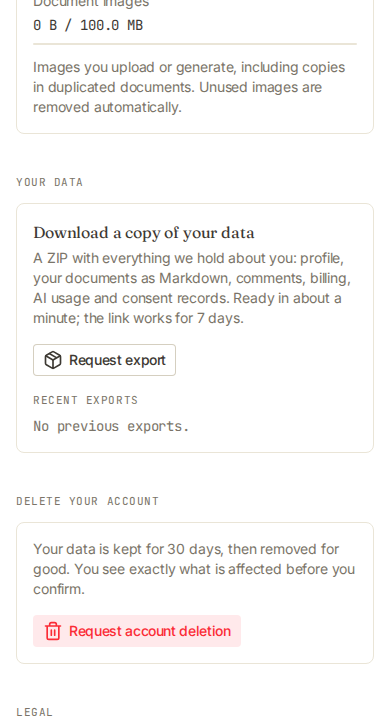 Document images
0 B / 100.0 MB
Images you upload or generate, including copies
in duplicated documents. Unused images are
removed automatically.
YOUR DATA
Download a copy of your data
A ZIP with everything we hold about you: profile,
your documents as Markdown, comments, billing,
AI usage and consent records. Ready in about a
minute; the link works for 7 days.
Request export
RECENT EXPORTS
No previous exports.
DELETE YOUR ACCOUNT
Your data is kept for 30 days, then removed for
good. You see exactly what is affected before you
confirm.
Request account deletion
LEGAL